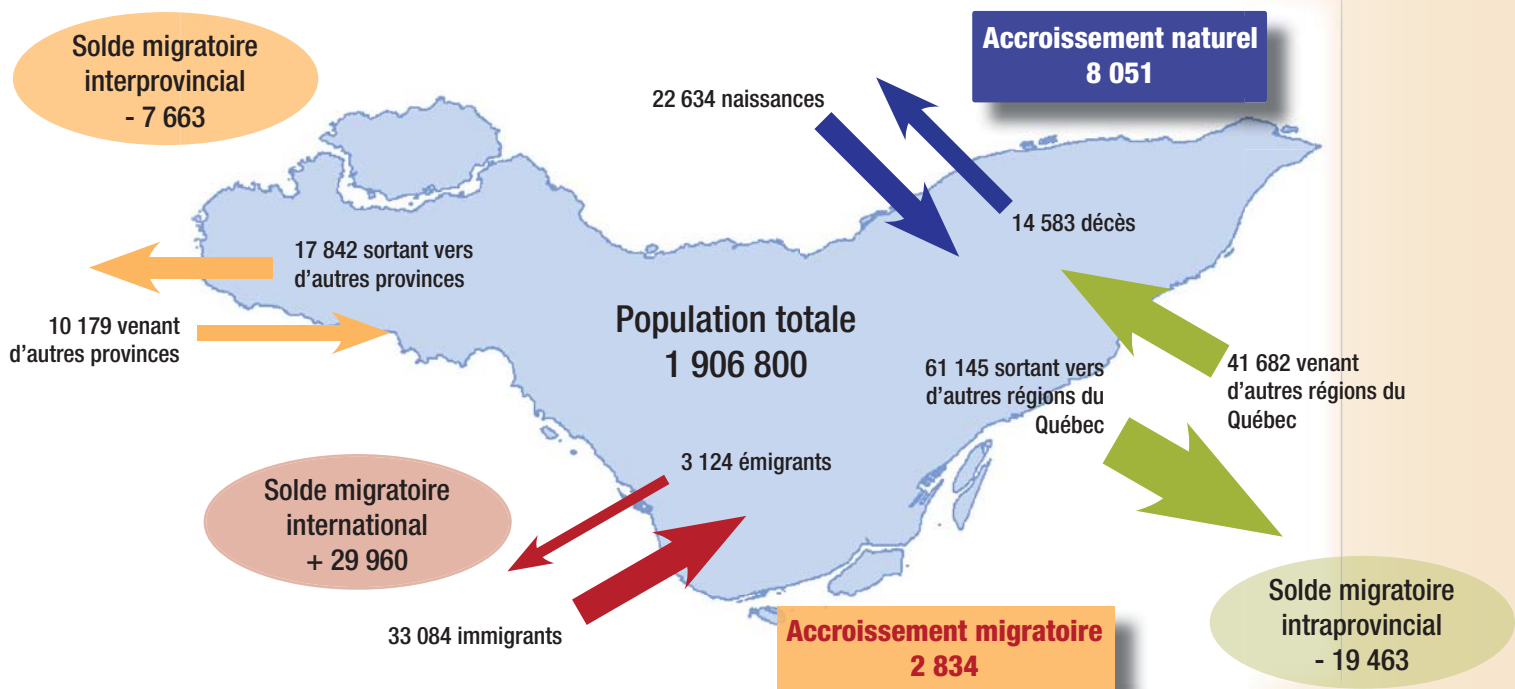 Solde migratoire
interprovincial
- 7 663
Accroissement naturel
8 051
22 634 naissances
14 583 décès
17 842 sortant vers
d’autres provinces
10 179 venant
d’autres provinces
Population totale
1 906 800
61 145 sortant vers
d’autres régions du
Québec
41 682 venant
d’autres régions du
Québec
3 124 émigrants
Solde migratoire
international
+ 29 960
33 084 immigrants
Accroissement migratoire
2 834
Solde migratoire
intraprovincial
- 19 463